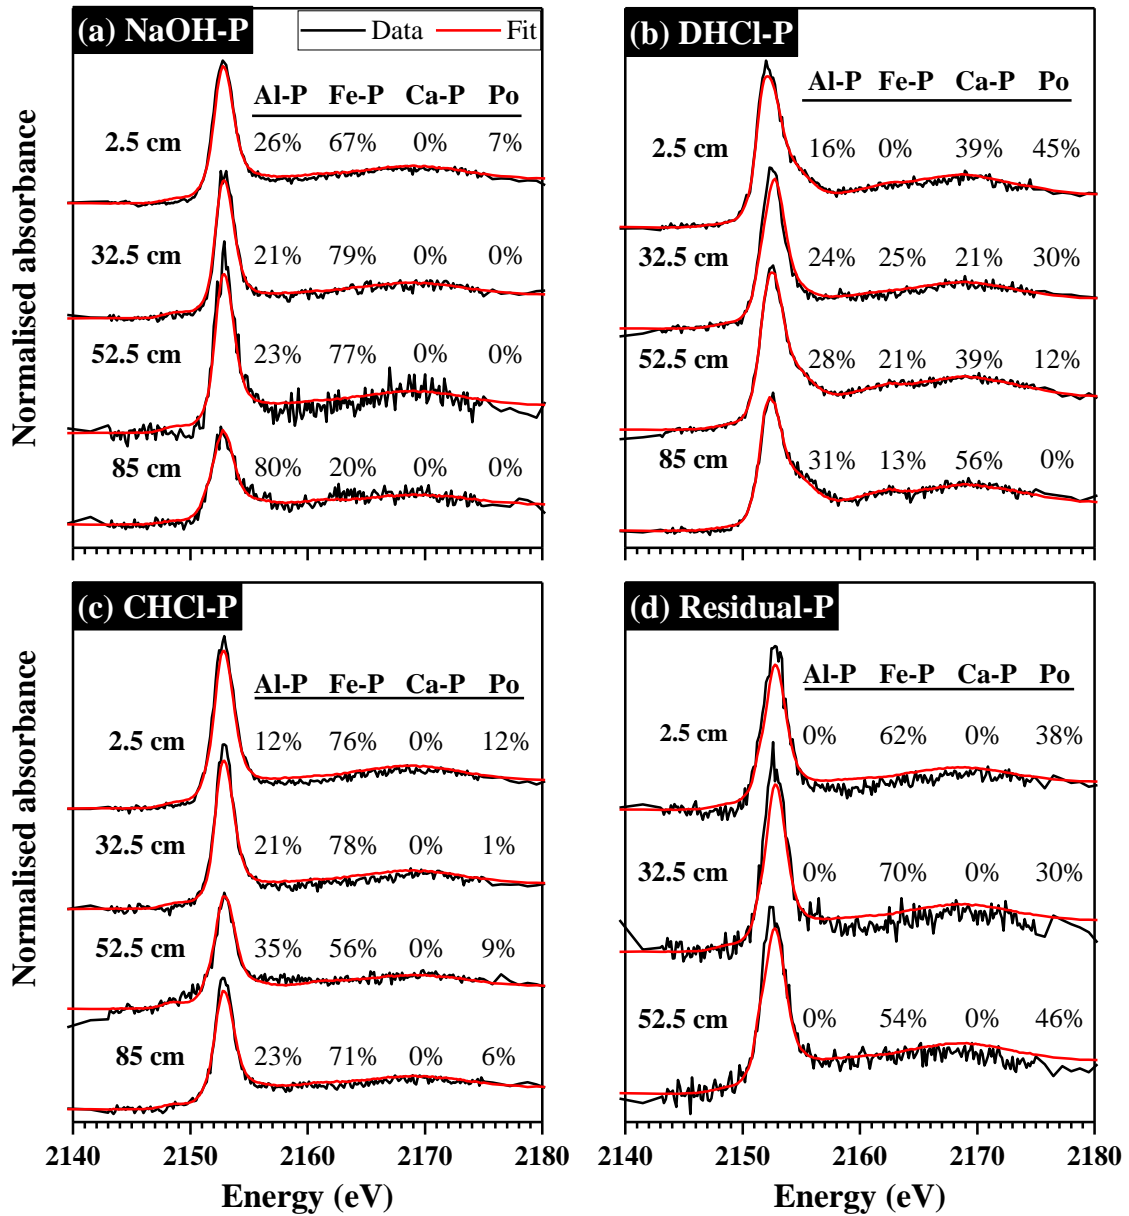 (a) NaOH-P
Data Fit
Al-P Fe-P Ca-P Po
2.5 cm 26% 67% 0% 7%
32.5 cm 21% 79% 0% 0%
52.5 cm 23% 77% 0% 0%
85 cm 80% 20% 0% 0%
Normalised absorbance
(b) DHCl-P
Al-P Fe-P Ca-P Po
2.5 cm 16% 0% 39% 45%
32.5 cm 24% 25% 21% 30%
52.5 cm 28% 21% 39% 12%
85 cm 31% 13% 56% 0%
(c) CHCl-P
Al-P Fe-P Ca-P Po
2.5 cm 12% 76% 0% 12%
32.5 cm 21% 78% 0% 1%
52.5 cm 35% 56% 0% 9%
85 cm 23% 71% 0% 6%
Normalised absorbance
2140 2150 2160 2170 2180
Energy (eV)
(d) Residual-P
Al-P Fe-P Ca-P Po
2.5 cm 0% 62% 0% 38%
32.5 cm 0% 70% 0% 30%
52.5 cm 0% 54% 0% 46%
2140 2150 2160 2170 2180
Energy (eV)